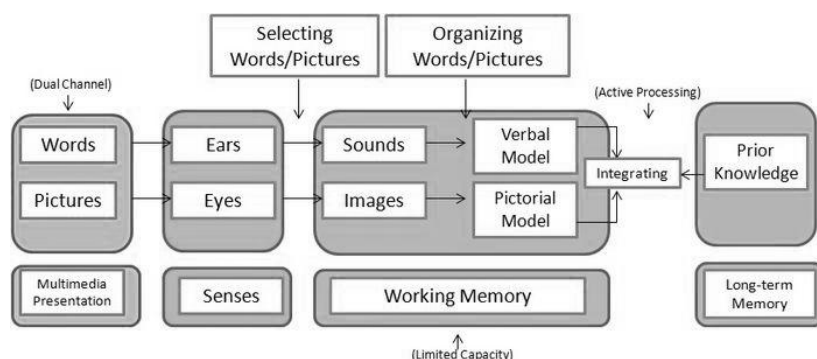 Selecting
Words/Pictures
Organizing
Words/Pictures
(Dual Channel)
(Active Processing)
Words
Ears
Sounds
Verbal
Model
Integrating
Prior
Knowledge
Pictures
Eyes
Images
Pictorial
Model
Multimedia
Presentation
Senses
Working Memory
Long-term
Memory
(Limited Capacity)